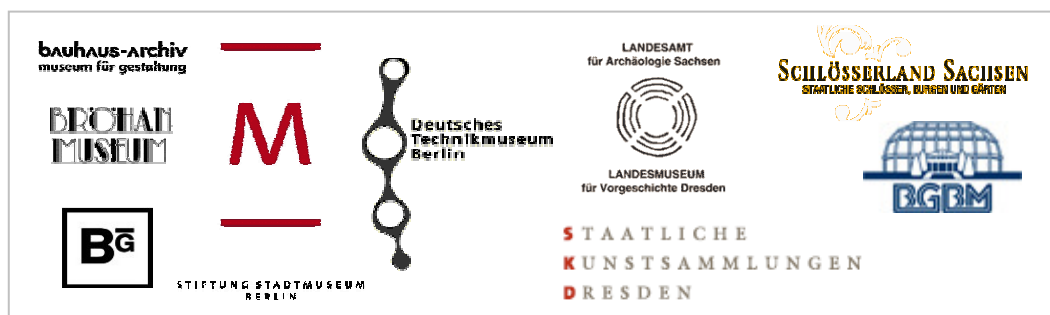 bauhaus-archiv
museum für gestaltung
BRÖHAN
MUSEUM
BG
M
STIFTUNG STADTMUSEUM
BERLIN
Deutsches
Technikmuseum
Berlin
LANDESAMT
für Archäologie Sachsen
LANDESMUSEUM
für Vorgeschichte Dresden
STAATLICHE
KUNSTSAMMLUNGEN
DRESDEN
SCHLÖSSERLAND SACHSEN
STAATLICHE SCHLÖSSER, BURGEN UND GÄRTEN
BGBM